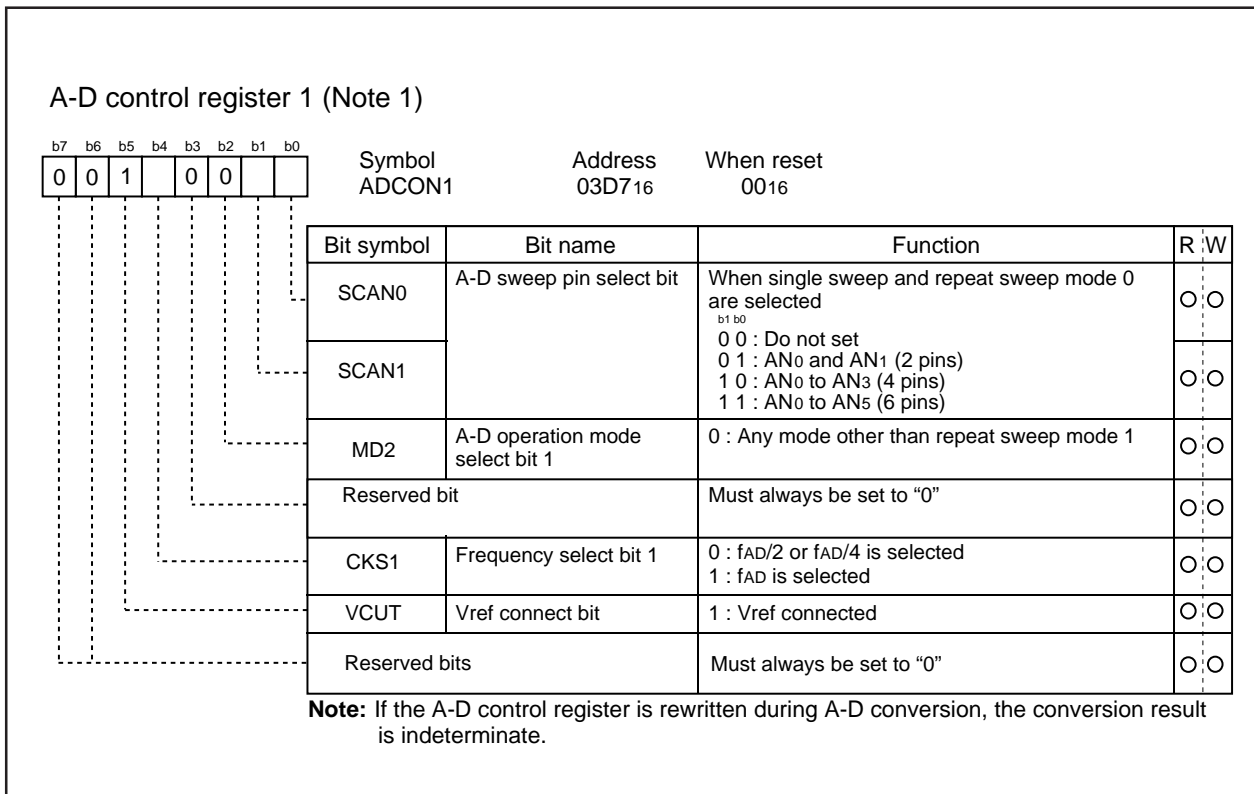 A-D control register 1 (Note 1)
b7 b6 b5 b4 b3 b2 b1 b0
0 0 1 0 0
Symbol Address When reset
ADCON1 03D716 0016
Bit symbol Bit name Function R W
SCAN0 A-D sweep pin select bit When single sweep and repeat sweep mode 0
are selected
b1 b0
0 0 : Do not set
0 1 : AN0 and AN1 (2 pins)
SCAN1 1 0 : AN0 to AN3 (4 pins)
1 1 : AN0 to AN5 (6 pins)
MD2 A-D operation mode
select bit 1 0 : Any mode other than repeat sweep mode 1
Reserved bit Must always be set to “0”
CKS1 Frequency select bit 1 0 : fAD/2 or fAD/4 is selected
1 : fAD is selected
VCUT Vref connect bit 1 : Vref connected
Reserved bits Must always be set to “0”
Note: If the A-D control register is rewritten during A-D conversion, the conversion result
is indeterminate.